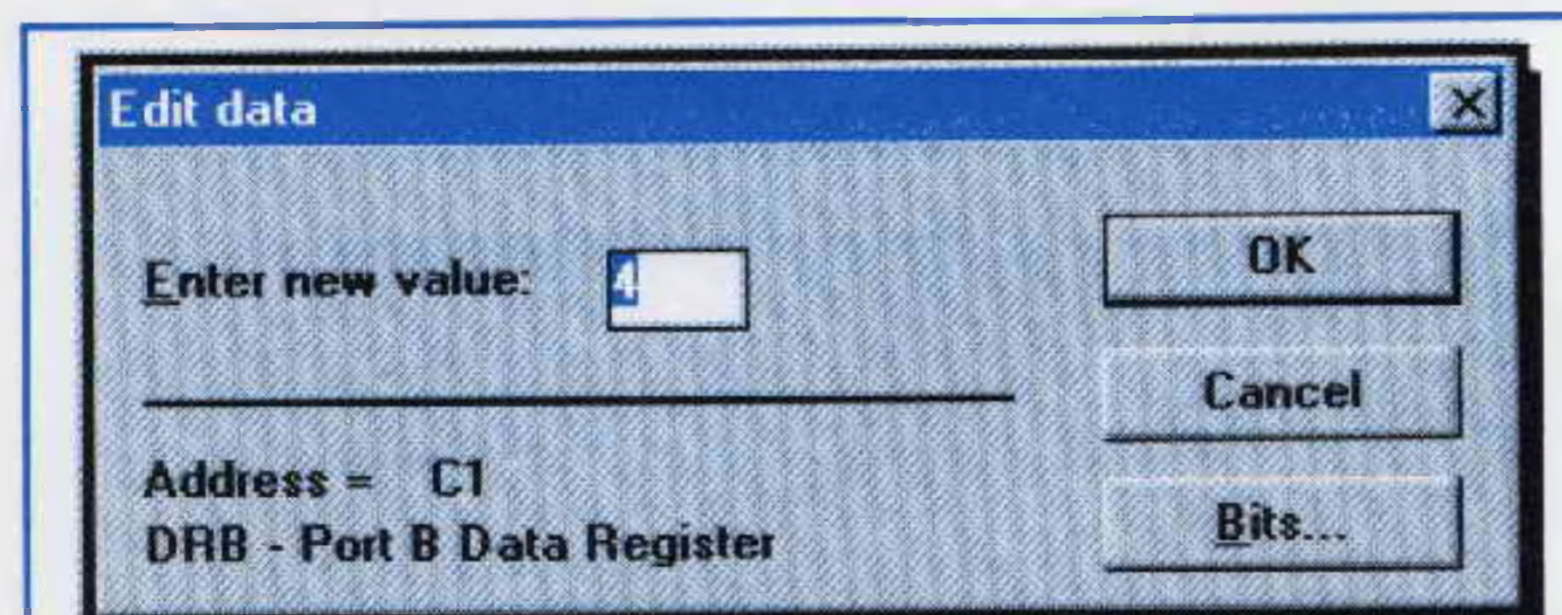 Edit data
Enter new value: 4
OK
Cancel
Address = C1
DRB - Port B Data Register
Bits...